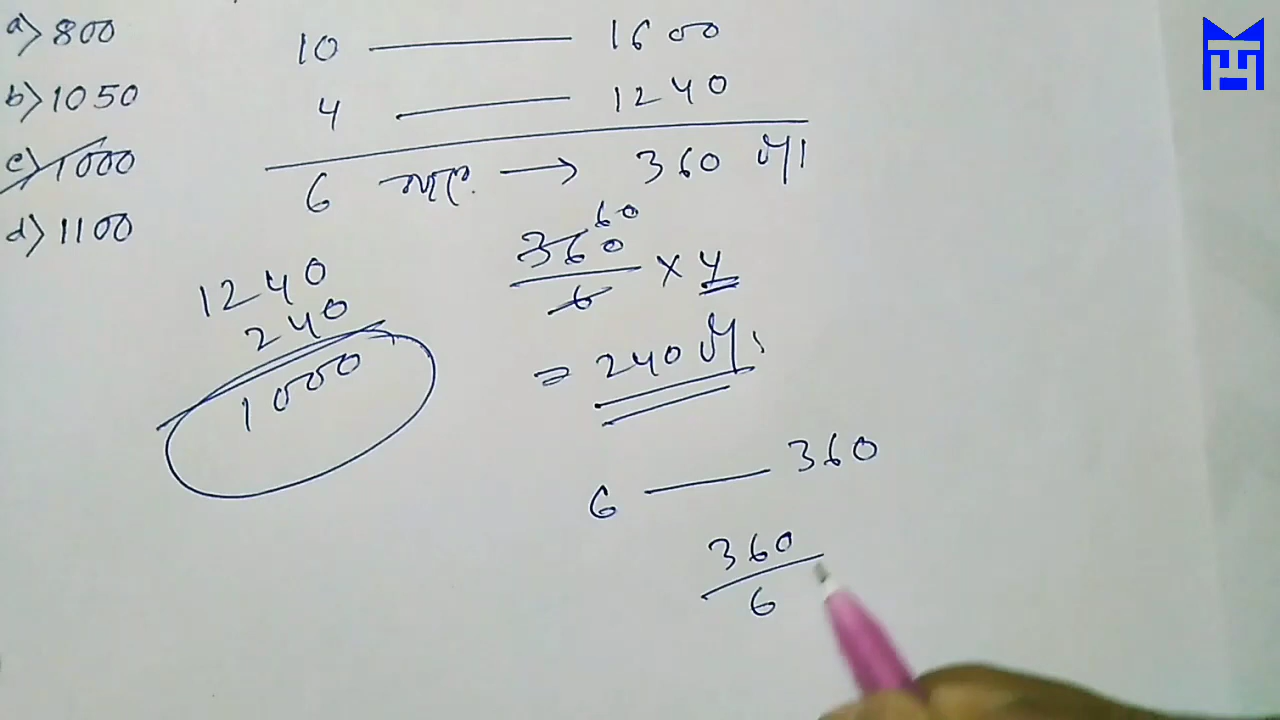 a) 800
b) 1050
c) 1000
d) 1100
10 — 1600
4 — 1240
6 → 360
60
360
6
× 4
= 240
1240
240
1000
6 — 360
360
6